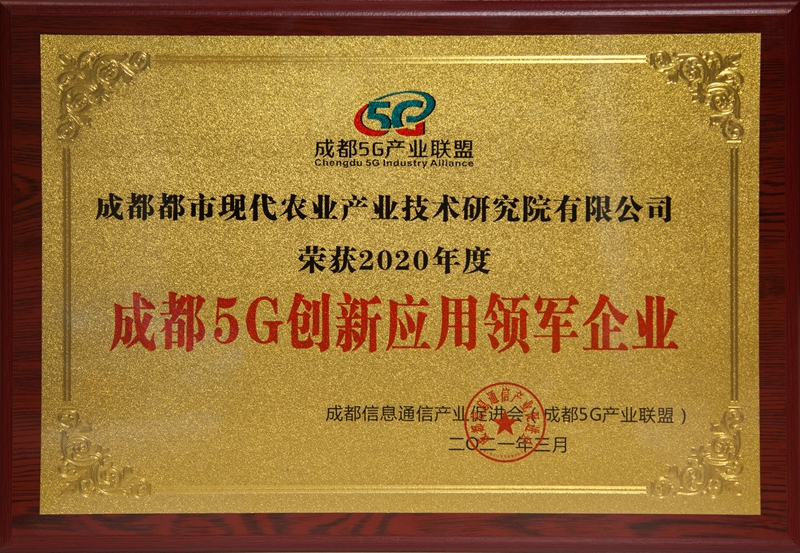 5G
成都5G产业联盟
Chengdu 5G Industry Alliance
成都都市现代农业产业技术研究院有限公司
荣获2020年度
成都5G创新应用领军企业
成都信息通信产业促进会 成都5G产业联盟）
二〇二一年三月